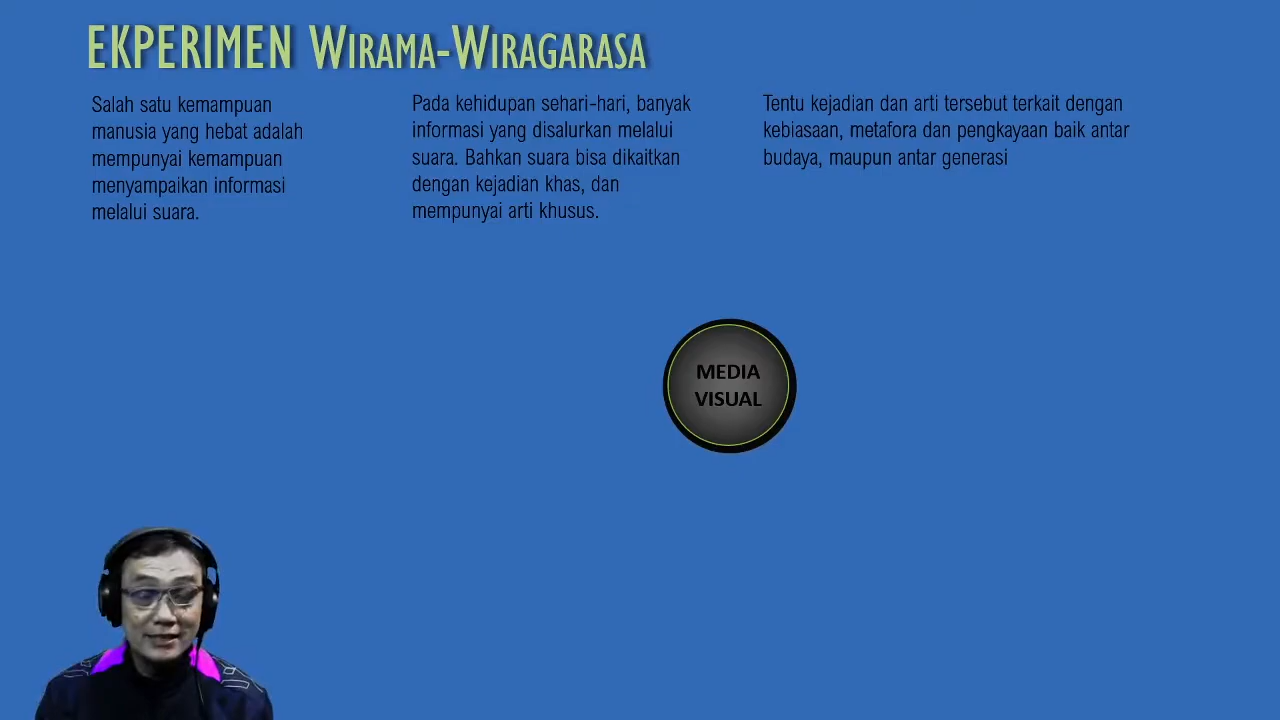 EKPERIMEN WIRAMA-WIRAGARASA
Salah satu kemampuan
manusia yang hebat adalah
mempunyai kemampuan
menyampaikan informasi
melalui suara.
Pada kehidupan sehari-hari, banyak
informasi yang disalurkan melalui
suara. Bahkan suara bisa dikaitkan
dengan kejadian khas, dan
mempunyai arti khusus.
Tentu kejadian dan arti tersebut terkait dengan
kebiasaan, metafora dan pengkayaan baik antar
budaya, maupun antar generasi
MEDIA
VISUAL